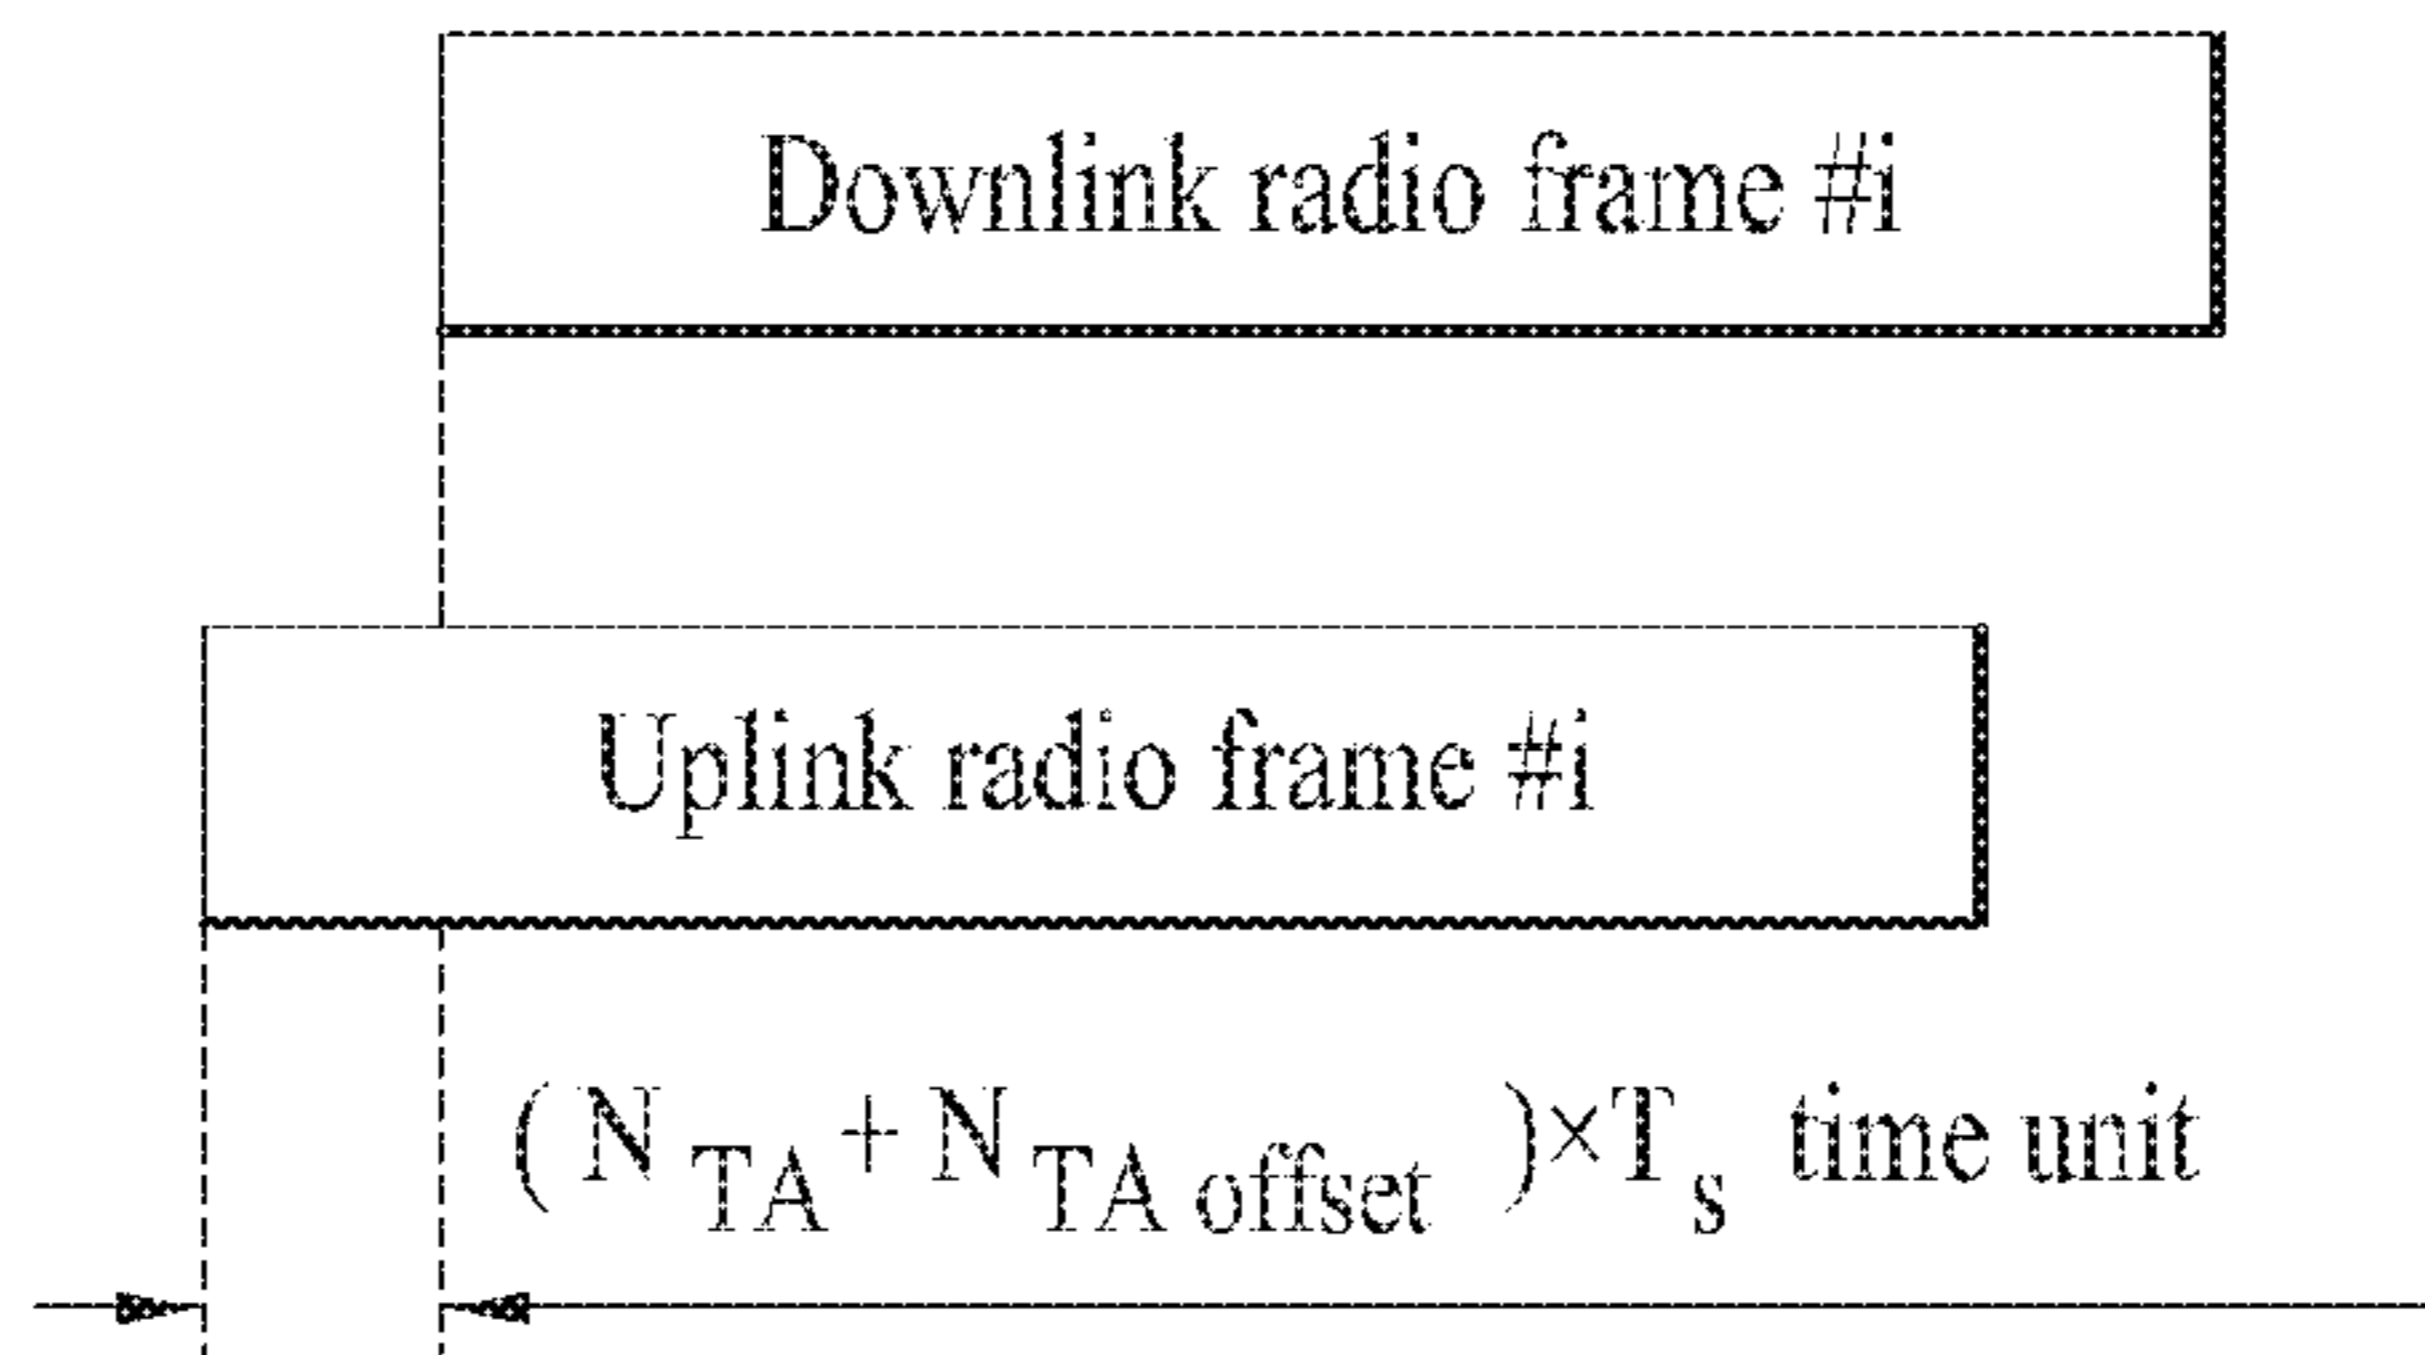 Downlink radio frame #i
Uplink radio frame #i
( N TA + N TA offset )×T s time unit